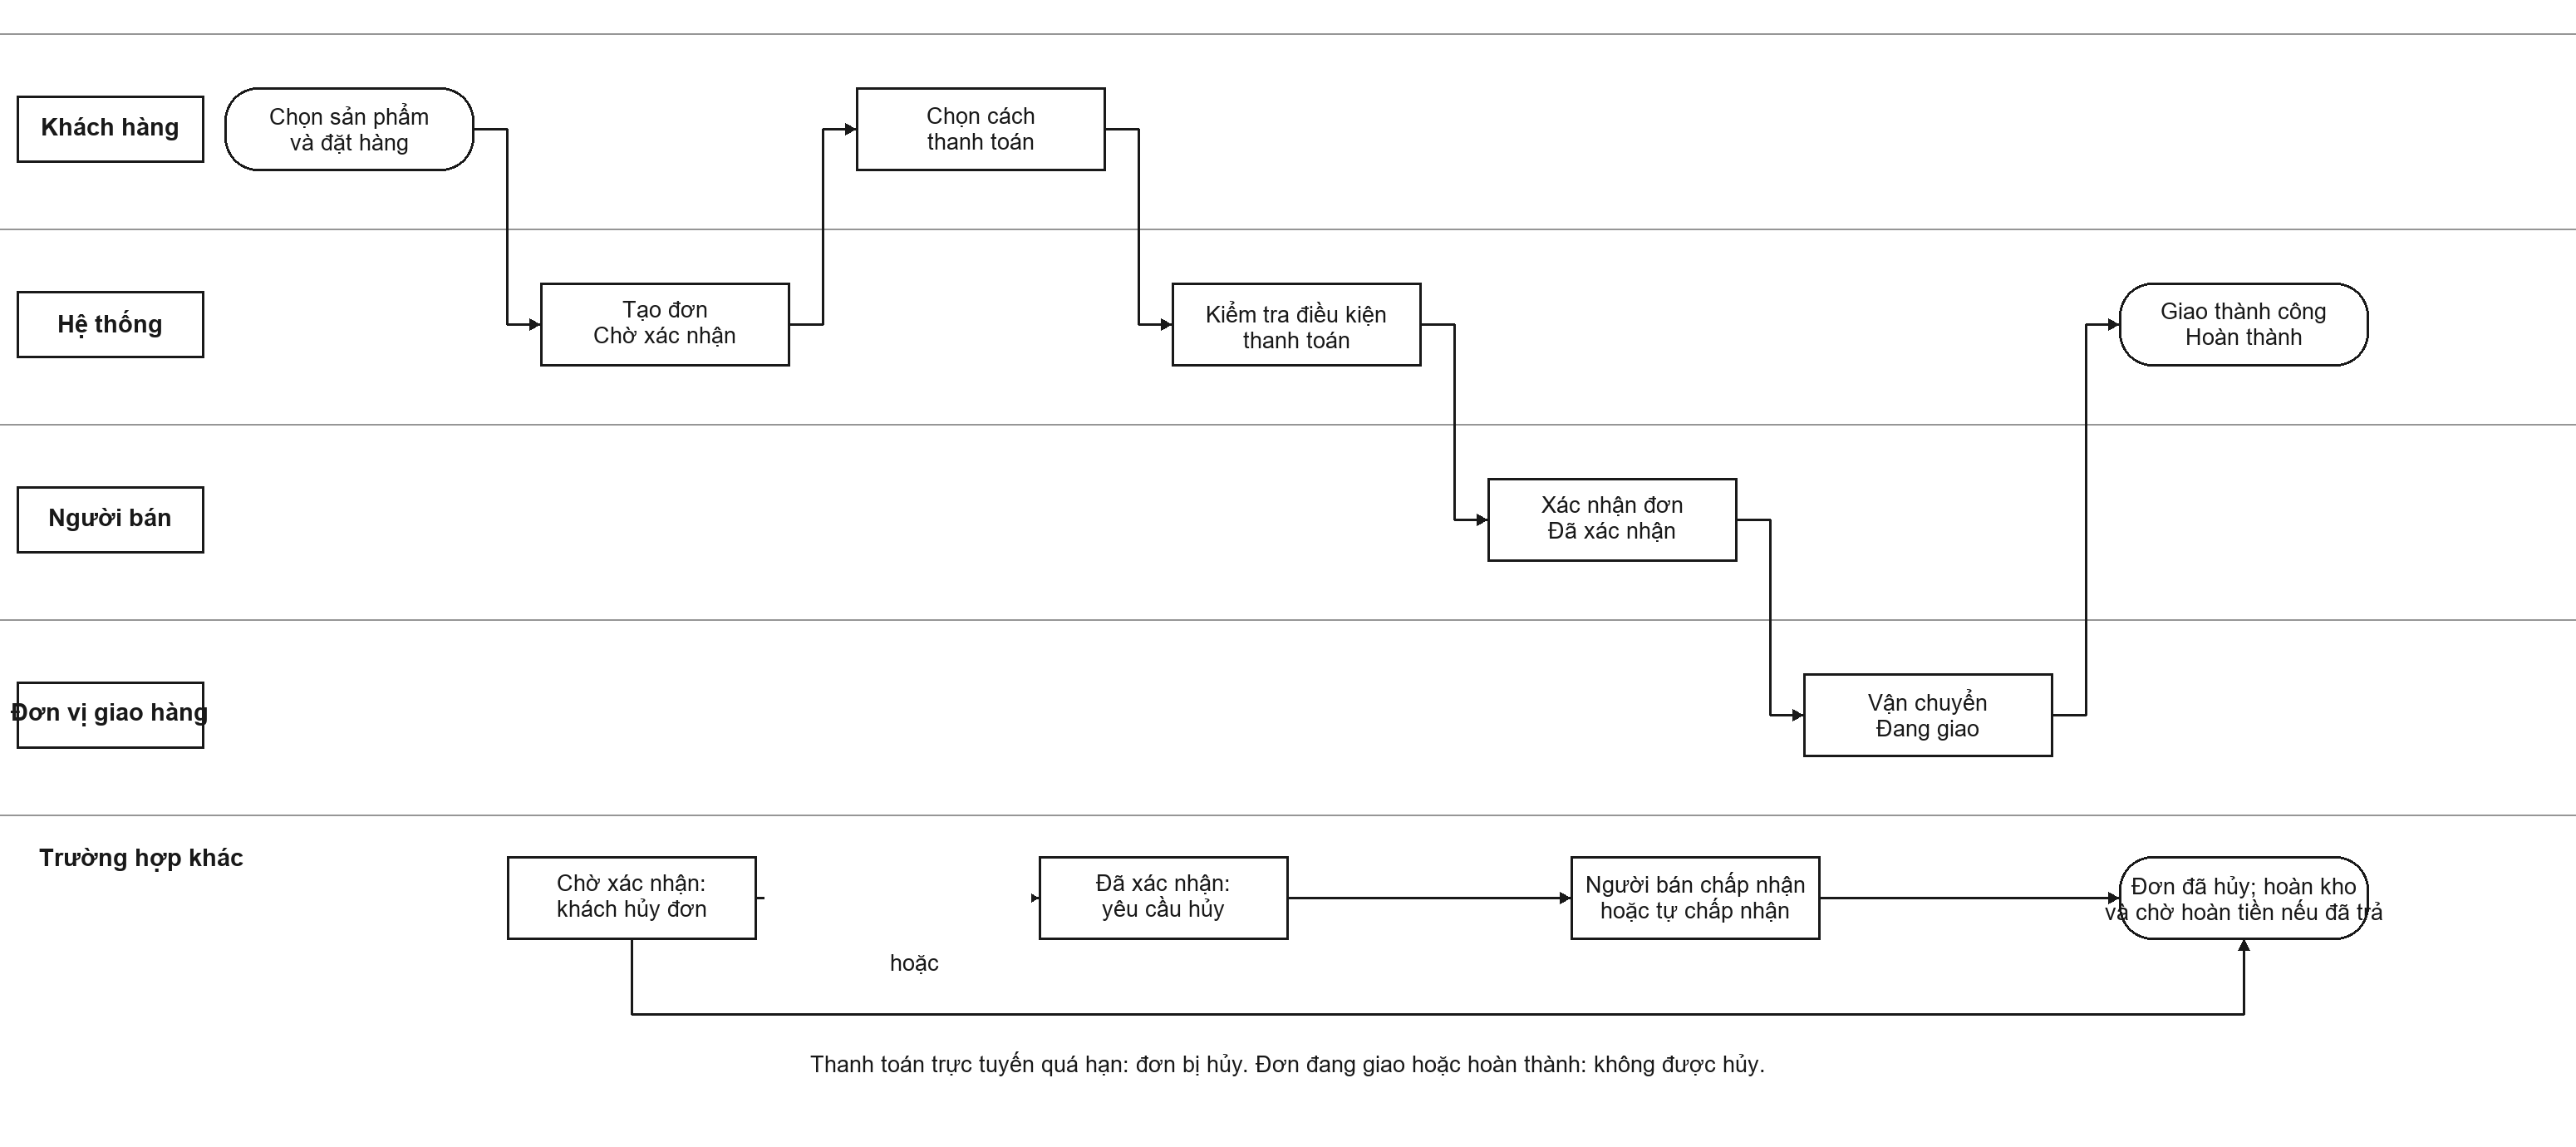 Khách hàng
Chọn sản phẩm
và đặt hàng
Chọn cách
thanh toán
Hệ thống
Tạo đơn
Chờ xác nhận
Kiểm tra điều kiện
thanh toán
Giao thành công
Hoàn thành
Người bán
Xác nhận đơn
Đã xác nhận
Đơn vị giao hàng
Vận chuyển
Đang giao
Trường hợp khác
Chờ xác nhận:
khách hủy đơn
hoặc
Đã xác nhận:
yêu cầu hủy
Người bán chấp nhận
hoặc tự chấp nhận
Đơn đã hủy; hoàn kho
và chờ hoàn tiền nếu đã trả
Thanh toán trực tuyến quá hạn: đơn bị hủy. Đơn đang giao hoặc hoàn thành: không được hủy.